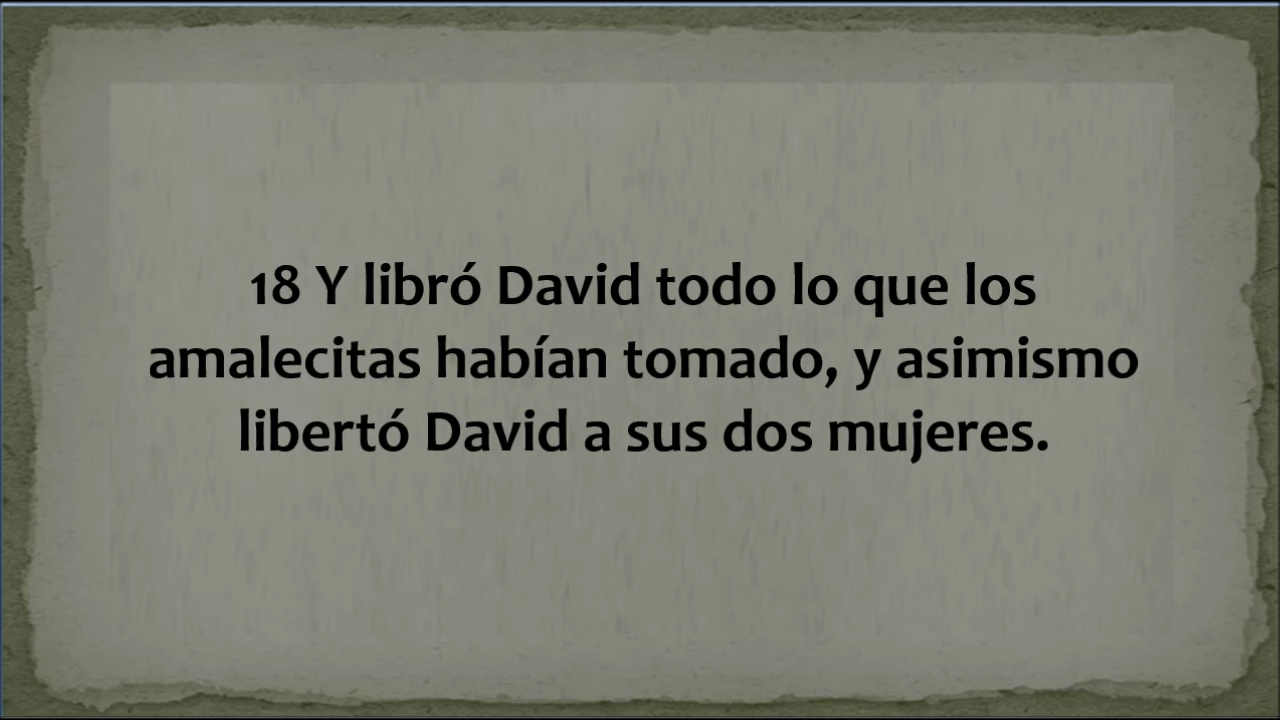 18 Y libró David todo lo que los
amalecitas habían tomado, y asimismo
libertó David a sus dos mujeres.